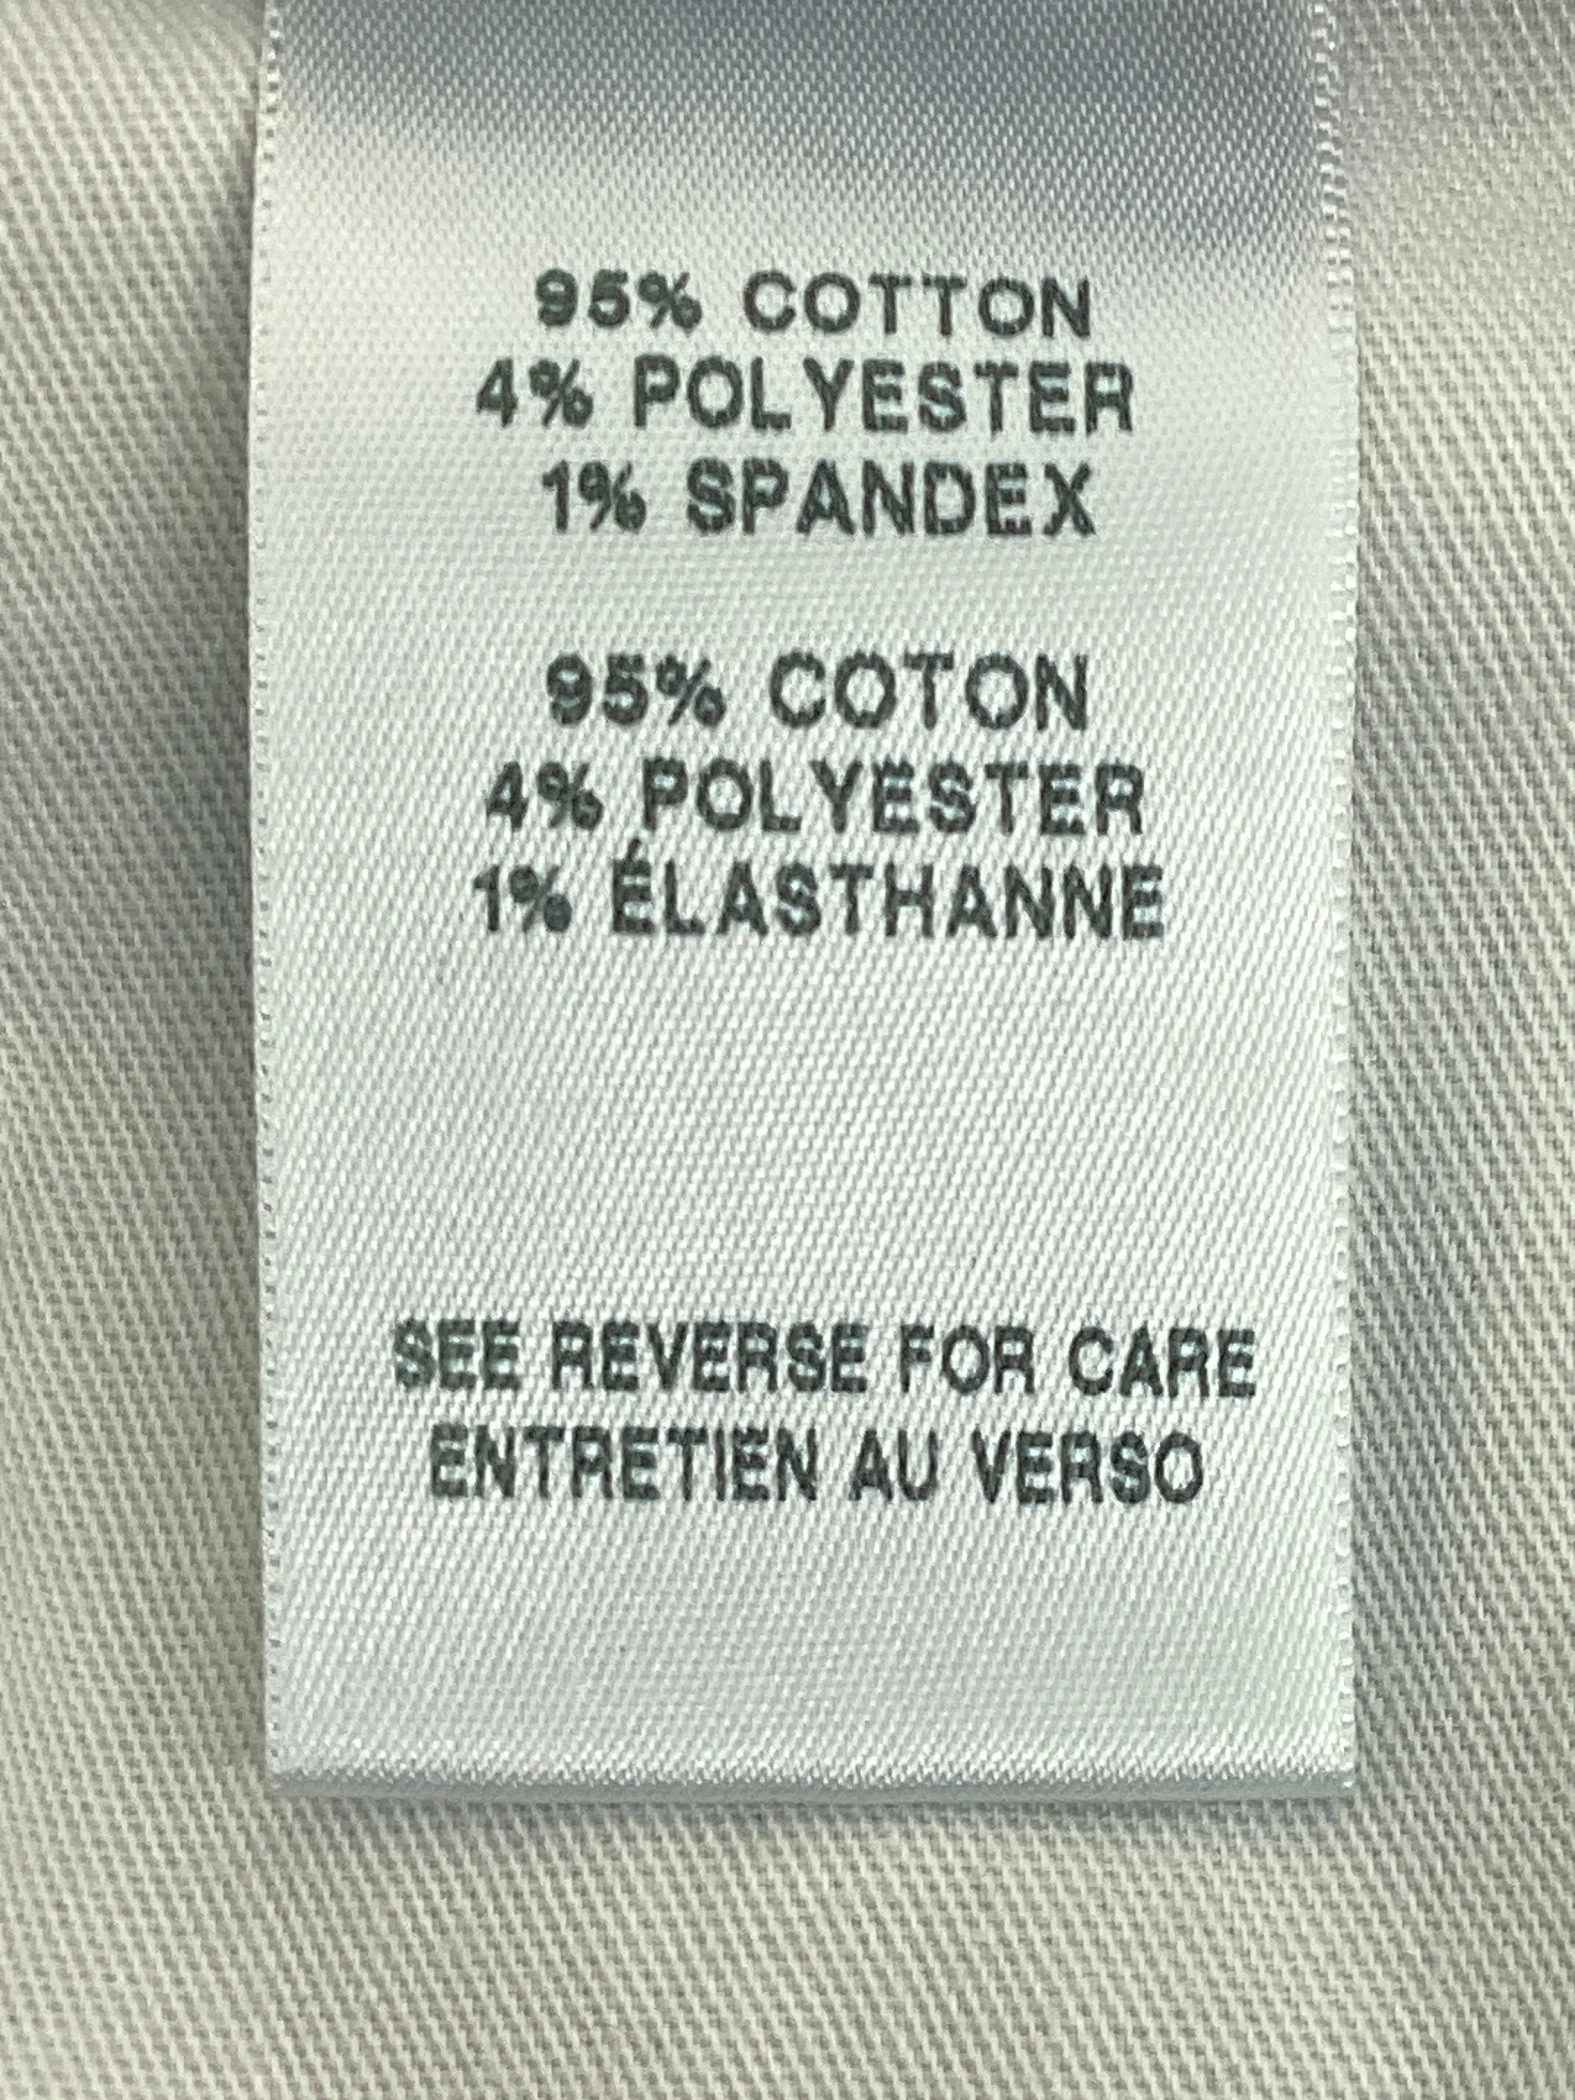 95% COTTON
4% POLYESTER
1% SPANDEX
95% COTON
4% POLYESTER
1% ÉLASTHANNE
SEE REVERSE FOR CARE
ENTRETIEN AU VERSO